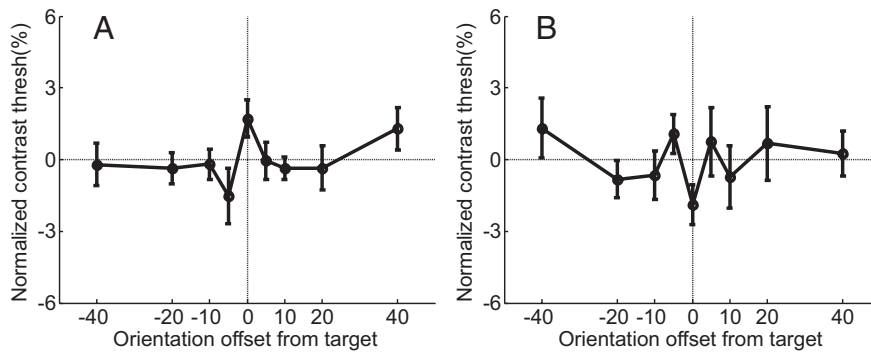 A
Normalized contrast thresh(%)
6
3
0
-3
-6
-40 -20 -10 0 10 20 40
Orientation offset from target
B
Normalized contrast thresh(%)
6
3
0
-3
-6
-40 -20 -10 0 10 20 40
Orientation offset from target